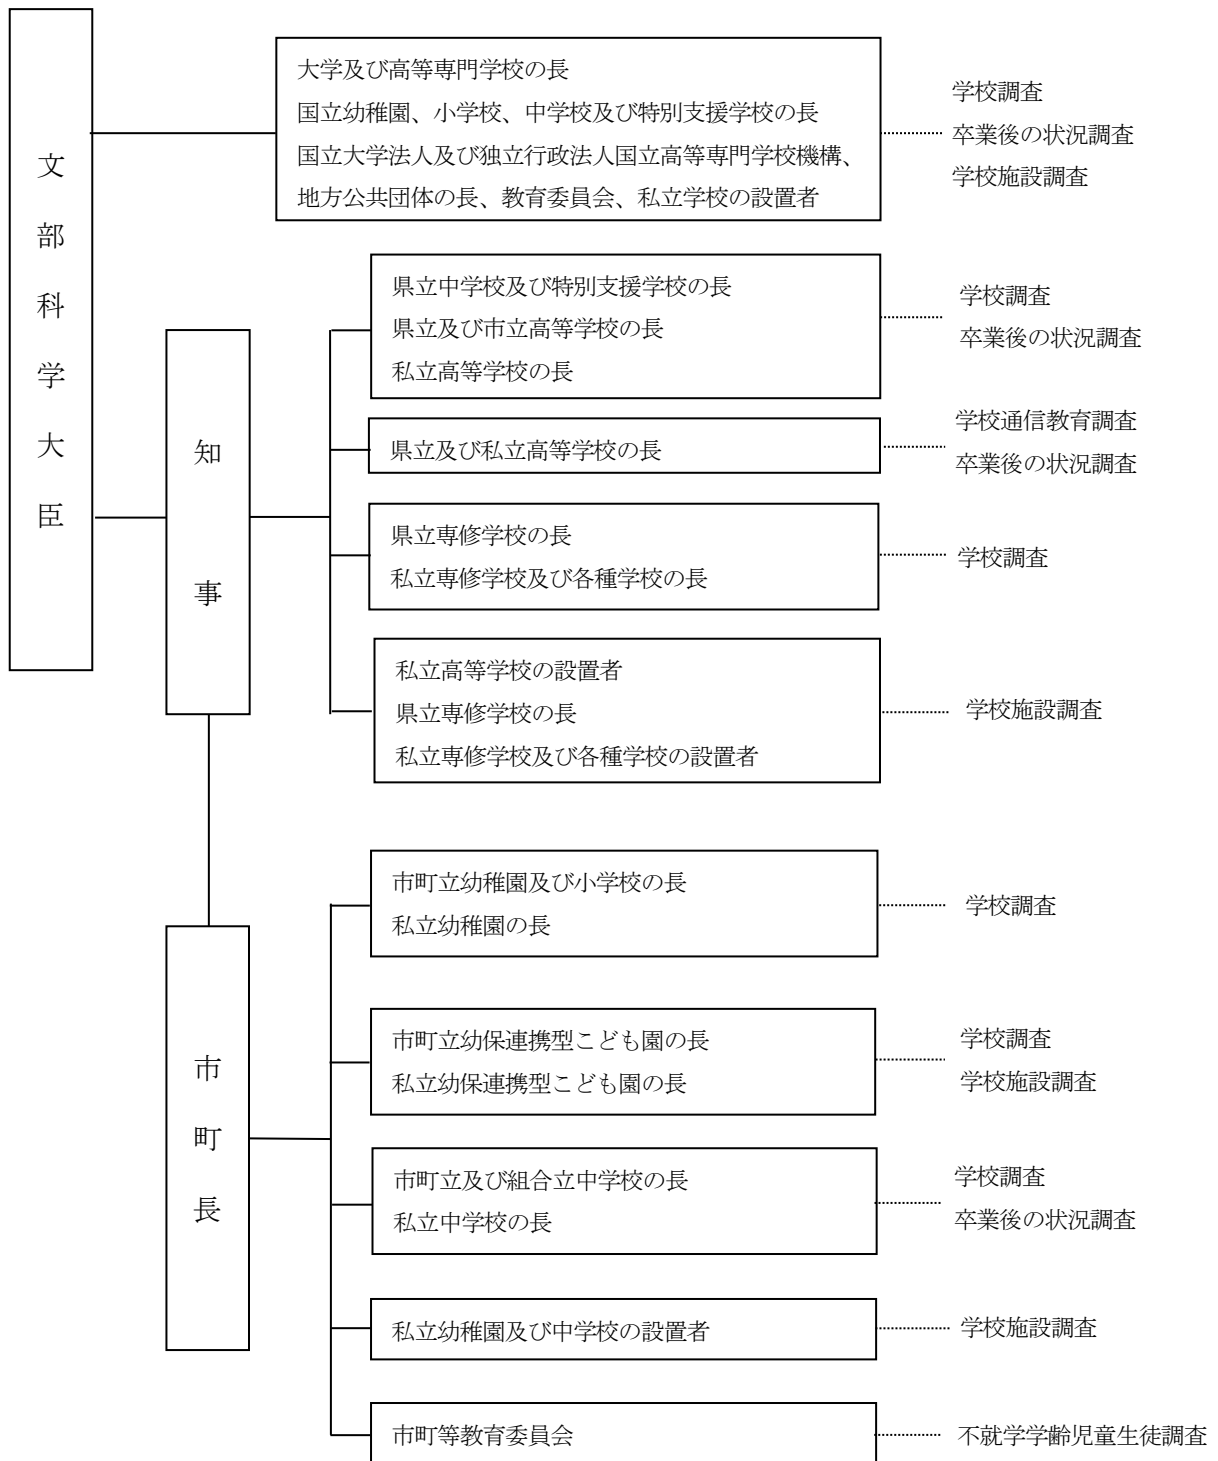 文部科学大臣
大学及び高等専門学校の長
国立幼稚園、小学校、中学校及び特別支援学校の長
国立大学法人及び独立行政法人国立高等専門学校機構、
地方公共団体の長、教育委員会、私立学校の設置者
学校調査
卒業後の状況調査
学校施設調査
知事
県立中学校及び特別支援学校の長
県立及び市立高等学校の長
私立高等学校の長
学校調査
卒業後の状況調査
県立及び私立高等学校の長
学校通信教育調査
卒業後の状況調査
県立専修学校の長
私立専修学校及び各種学校の長
学校調査
私立高等学校の設置者
県立専修学校の長
私立専修学校及び各種学校の設置者
学校施設調査
市町長
市町立幼稚園及び小学校の長
私立幼稚園の長
学校調査
市町立幼保連携型こども園の長
私立幼保連携型こども園の長
学校調査
学校施設調査
市町立及び組合立中学校の長
私立中学校の長
学校調査
卒業後の状況調査
私立幼稚園及び中学校の設置者
学校施設調査
市町等教育委員会
不就学学齢児童生徒調査